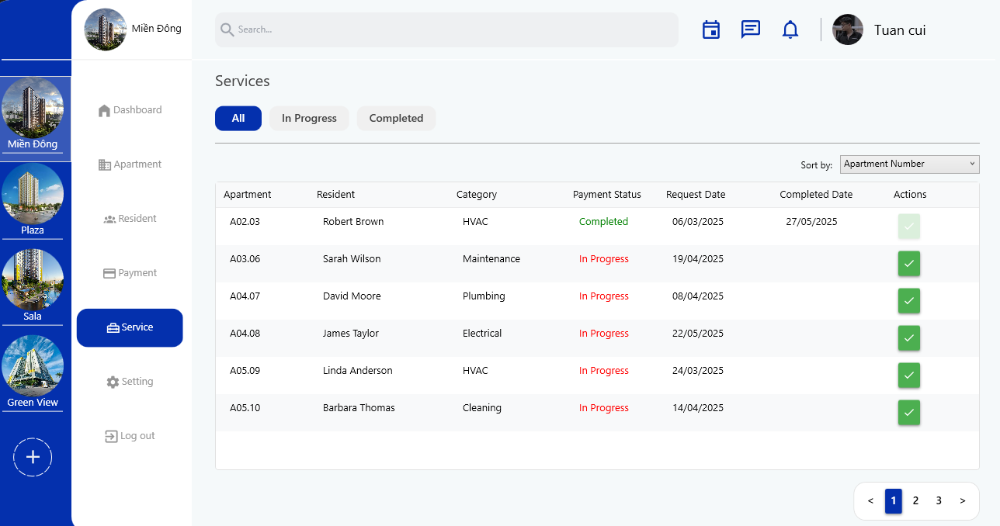 Miền Đông
Search...
Tuan cui
Miền Đông
Plaza
Sala
Green View
Dashboard
Apartment
Resident
Payment
Service
Setting
Log out
Services
All In Progress Completed
Sort by: Apartment Number
Apartment Resident Category Payment Status Request Date Completed Date Actions
A02.03 Robert Brown HVAC Completed 06/03/2025 27/05/2025
A03.06 Sarah Wilson Maintenance In Progress 19/04/2025
A04.07 David Moore Plumbing In Progress 08/04/2025
A04.08 James Taylor Electrical In Progress 22/05/2025
A05.09 Linda Anderson HVAC In Progress 24/03/2025
A05.10 Barbara Thomas Cleaning In Progress 14/04/2025
< 1 2 3 >